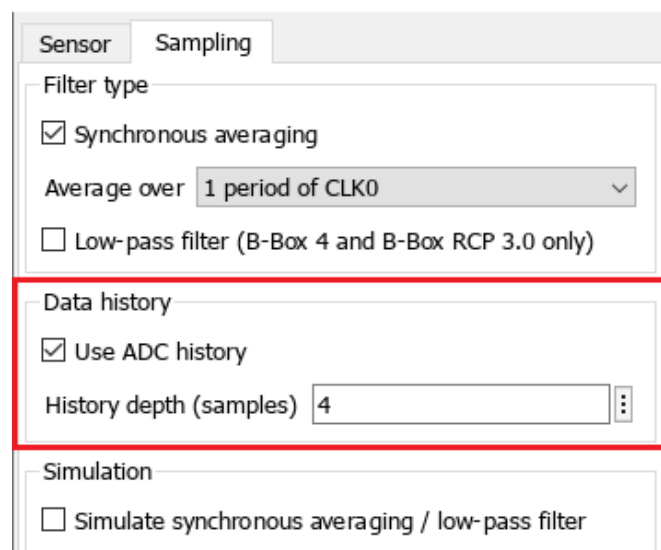 Sensor Sampling
Filter type
Synchronous averaging
Average over 1 period of CLK0
Low-pass filter (B-Box 4 and B-Box RCP 3.0 only)
Data history
Use ADC history
History depth (samples) 4
Simulation
Simulate synchronous averaging / low-pass filter